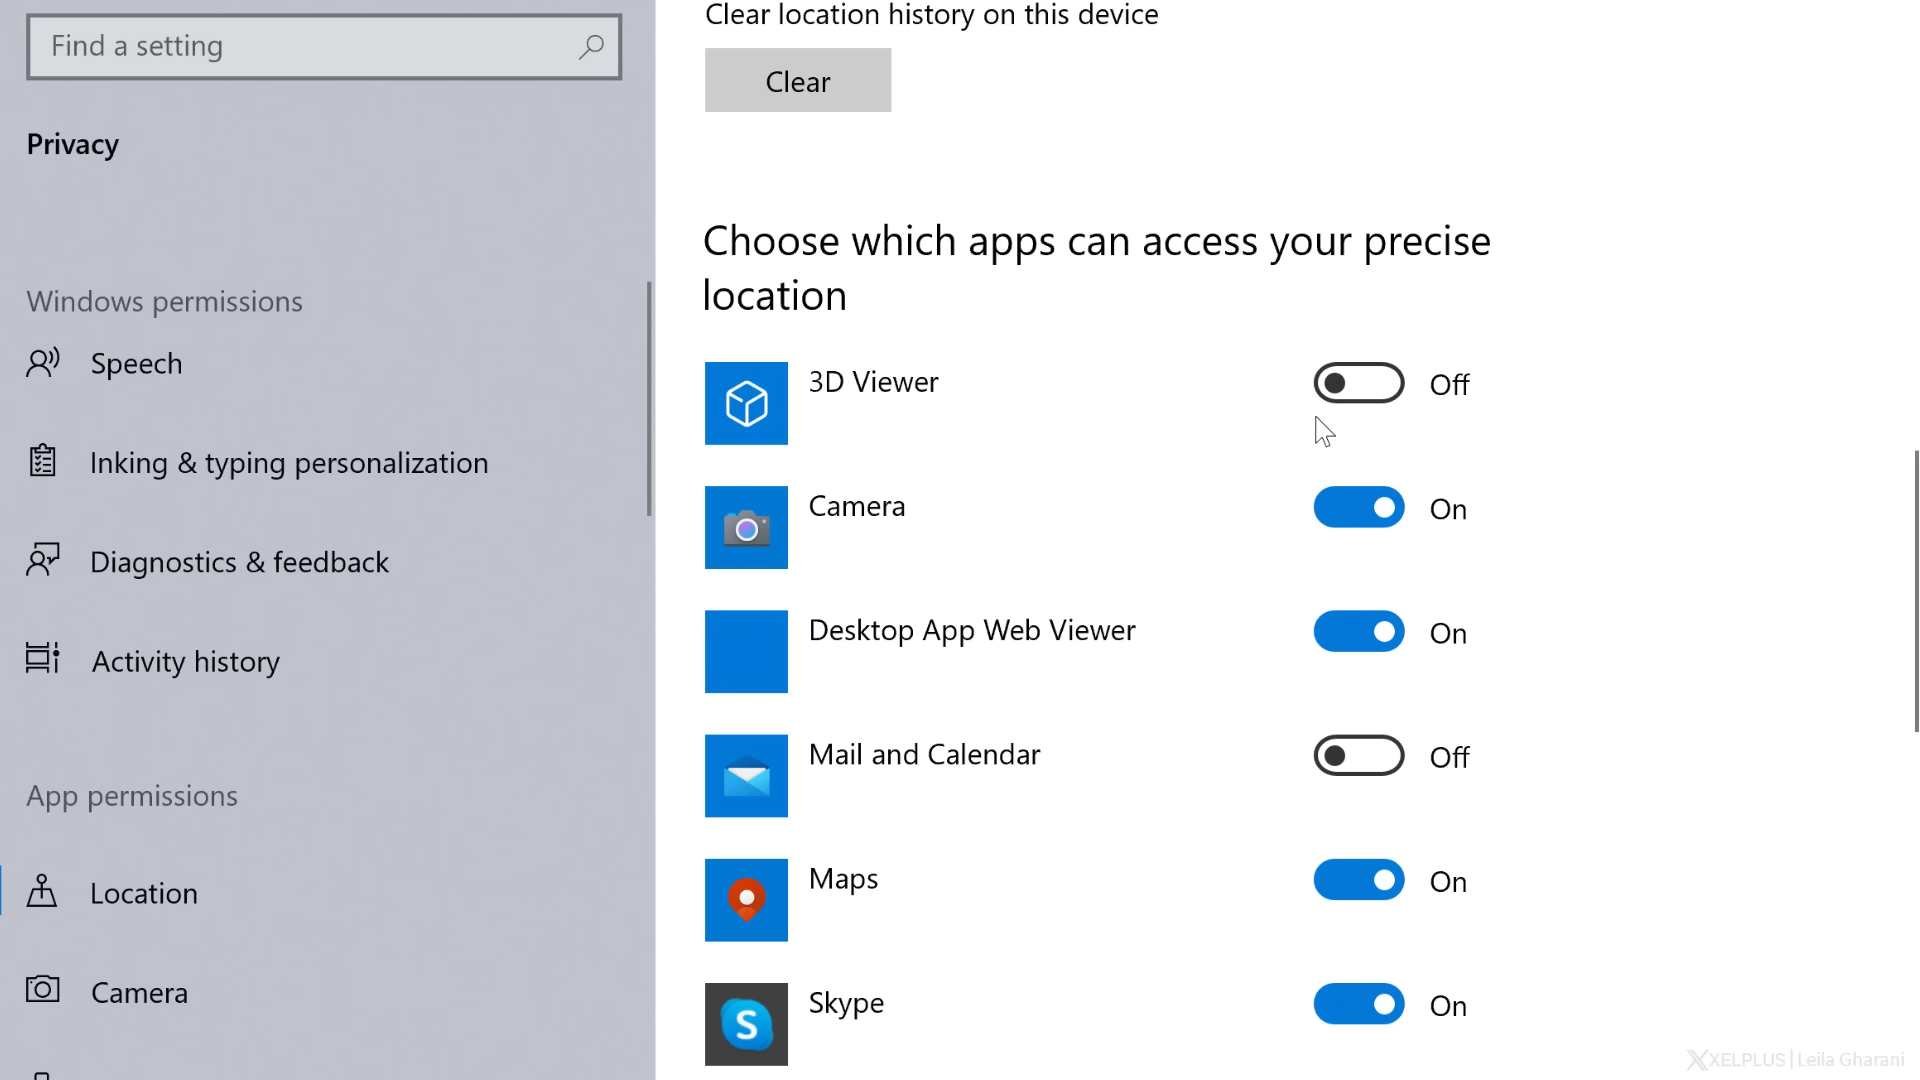 Find a setting
Privacy
Windows permissions
Speech
Inking & typing personalization
Diagnostics & feedback
Activity history
App permissions
Location
Camera
Clear location history on this device
Clear
Choose which apps can access your precise
location
3D Viewer Off
Camera On
Desktop App Web Viewer On
Mail and Calendar Off
Maps On
Skype On
XELPLUS | Leila Gharani